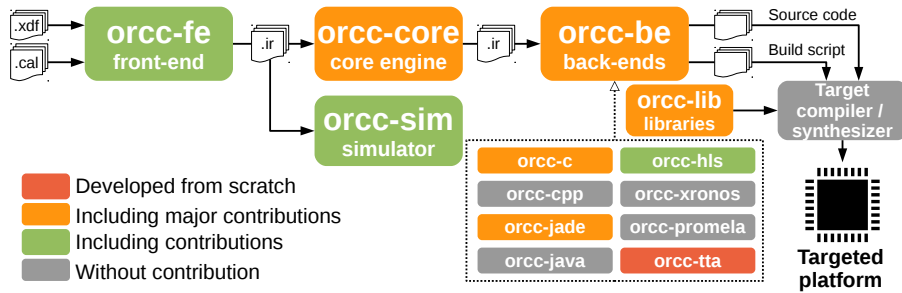 .xdf
.cal
orcc-fe
front-end
.ir
orcc-core
core engine
.ir
orcc-be
back-ends
Source code
Build script
orcc-sim
simulator
orcc-lib
libraries
Target
compiler /
synthesizer
orcc-c
orcc-hls
orcc-cpp
orcc-xronos
orcc-jade
orcc-promela
orcc-java
orcc-tta
Developed from scratch
Including major contributions
Including contributions
Without contribution
Targeted
platform